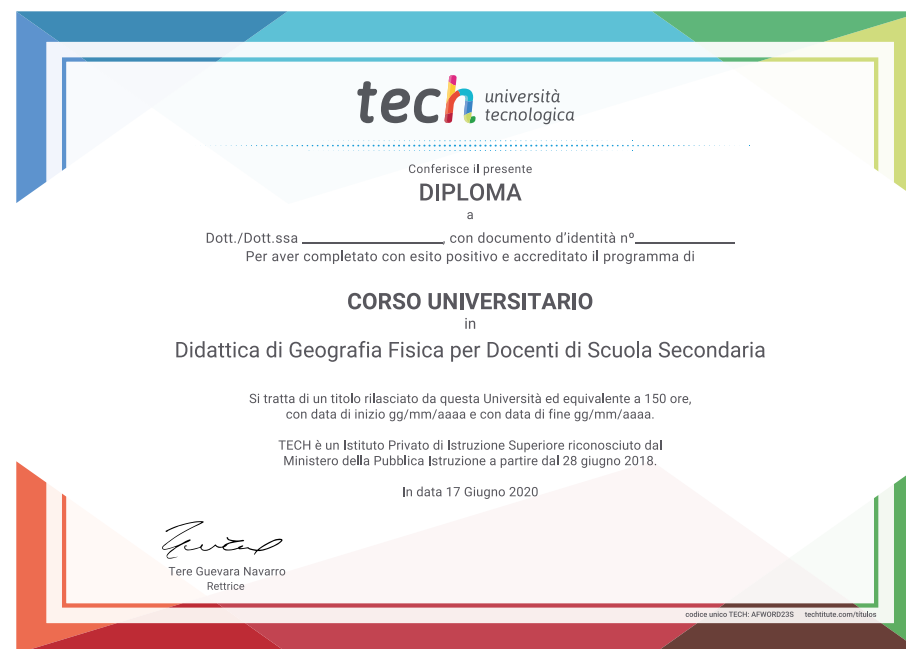 tech università
tecnologica
Conferisce il presente
DIPLOMA
a
Dott./Dott.ssa ____________________, con documento d'identità nº______________
Per aver completato con esito positivo e accreditato il programma di
CORSO UNIVERSITARIO
in
Didattica di Geografia Fisica per Docenti di Scuola Secondaria
Si tratta di un titolo rilasciato da questa Università ed equivalente a 150 ore,
con data di inizio gg/mm/aaaa e con data di fine gg/mm/aaaa.
TECH è un Istituto Privato di Istruzione Superiore riconosciuto dal
Ministero della Pubblica Istruzione a partire dal 28 giugno 2018.
In data 17 Giugno 2020
Tere Guevara Navarro
Rettrice
codice unico TECH: AFWORD23S techtitute.com/titulos